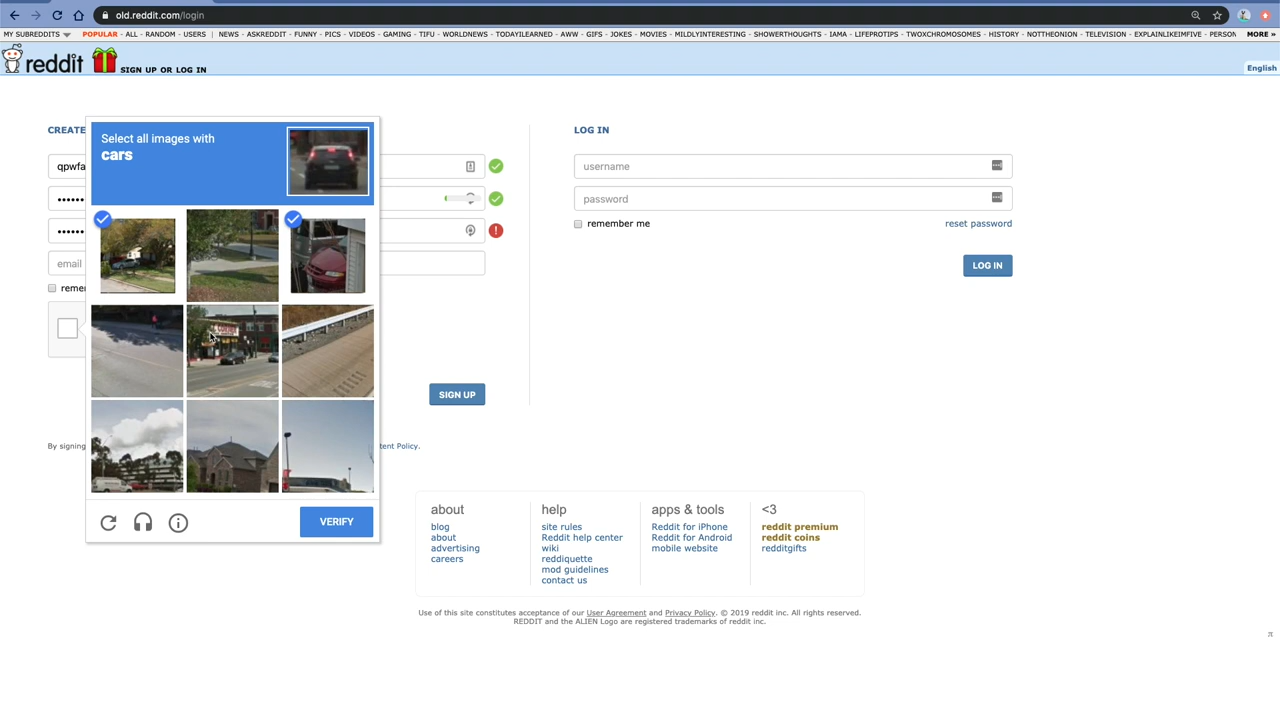 old.reddit.com/login
MY SUBREDDITS POPULAR - ALL - RANDOM - USERS | NEWS - ASKREDDIT - FUNNY - PICS - VIDEOS - GAMING - TIFU - WORLDNEWS - TODAYILEARNED - AWW - GIFS - JOKES - MOVIES - MILDLYINTERESTING - SHOWERTHOUGHTS - IAMA - LIFEPROTIPS - TWOXCHROMOSOMES - HISTORY - NOTTHEONION - TELEVISION - EXPLAINLIKEIMFIVE - PERSON MORE »
reddit SIGN UP OR LOG IN
English
CREATE
qpwfa
email
remem
Select all images with
cars
VERIFY
SIGN UP
By signing
tent Policy.
LOG IN
username
password
remember me
reset password
LOG IN
about
blog
about
advertising
careers
help
site rules
Reddit help center
wiki
reddiquette
mod guidelines
contact us
apps & tools
Reddit for iPhone
Reddit for Android
mobile website
<3
reddit premium
reddit coins
redditgifts
Use of this site constitutes acceptance of our User Agreement and Privacy Policy. © 2019 reddit inc. All rights reserved.
REDDIT and the ALIEN Logo are registered trademarks of reddit inc.
π